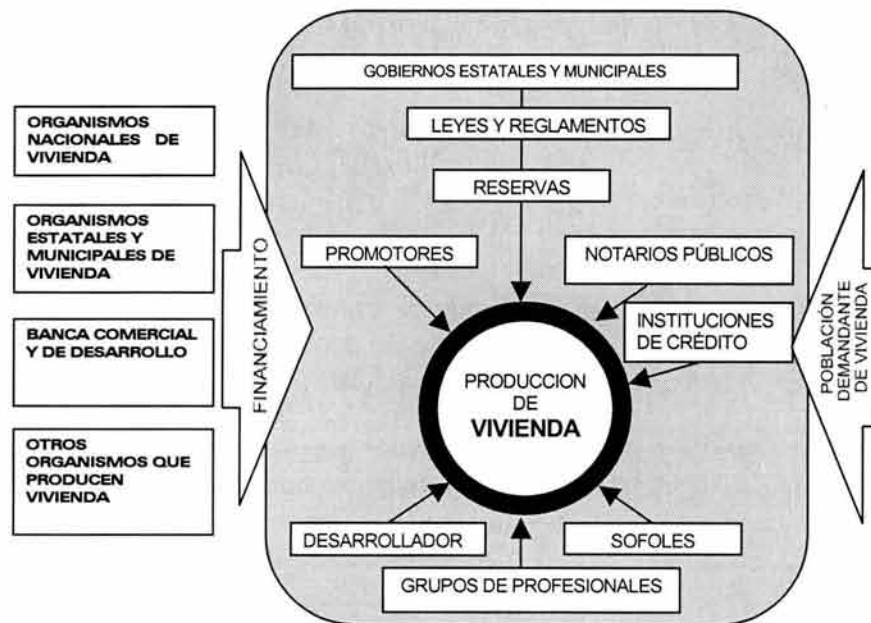 ORGANISMOS
NACIONALES DE
VIVIENDA
ORGANISMOS
ESTATALES Y
MUNICIPALES DE
VIVIENDA
BANCA COMERCIAL
Y DE DESARROLLO
OTROS
ORGANISMOS QUE
PRODUCEN
VIVIENDA
FINANCIAMIENTO
GOBIERNOS ESTATALES Y MUNICIPALES
LEYES Y REGLAMENTOS
RESERVAS
PROMOTORES
NOTARIOS PÚBLICOS
INSTITUCIONES
DE CRÉDITO
PRODUCCION
DE
VIVIENDA
DESARROLLADOR
SOFOLES
GRUPOS DE PROFESIONALES
POBLACIÓN
DEMANDANTE
DE VIVIENDA